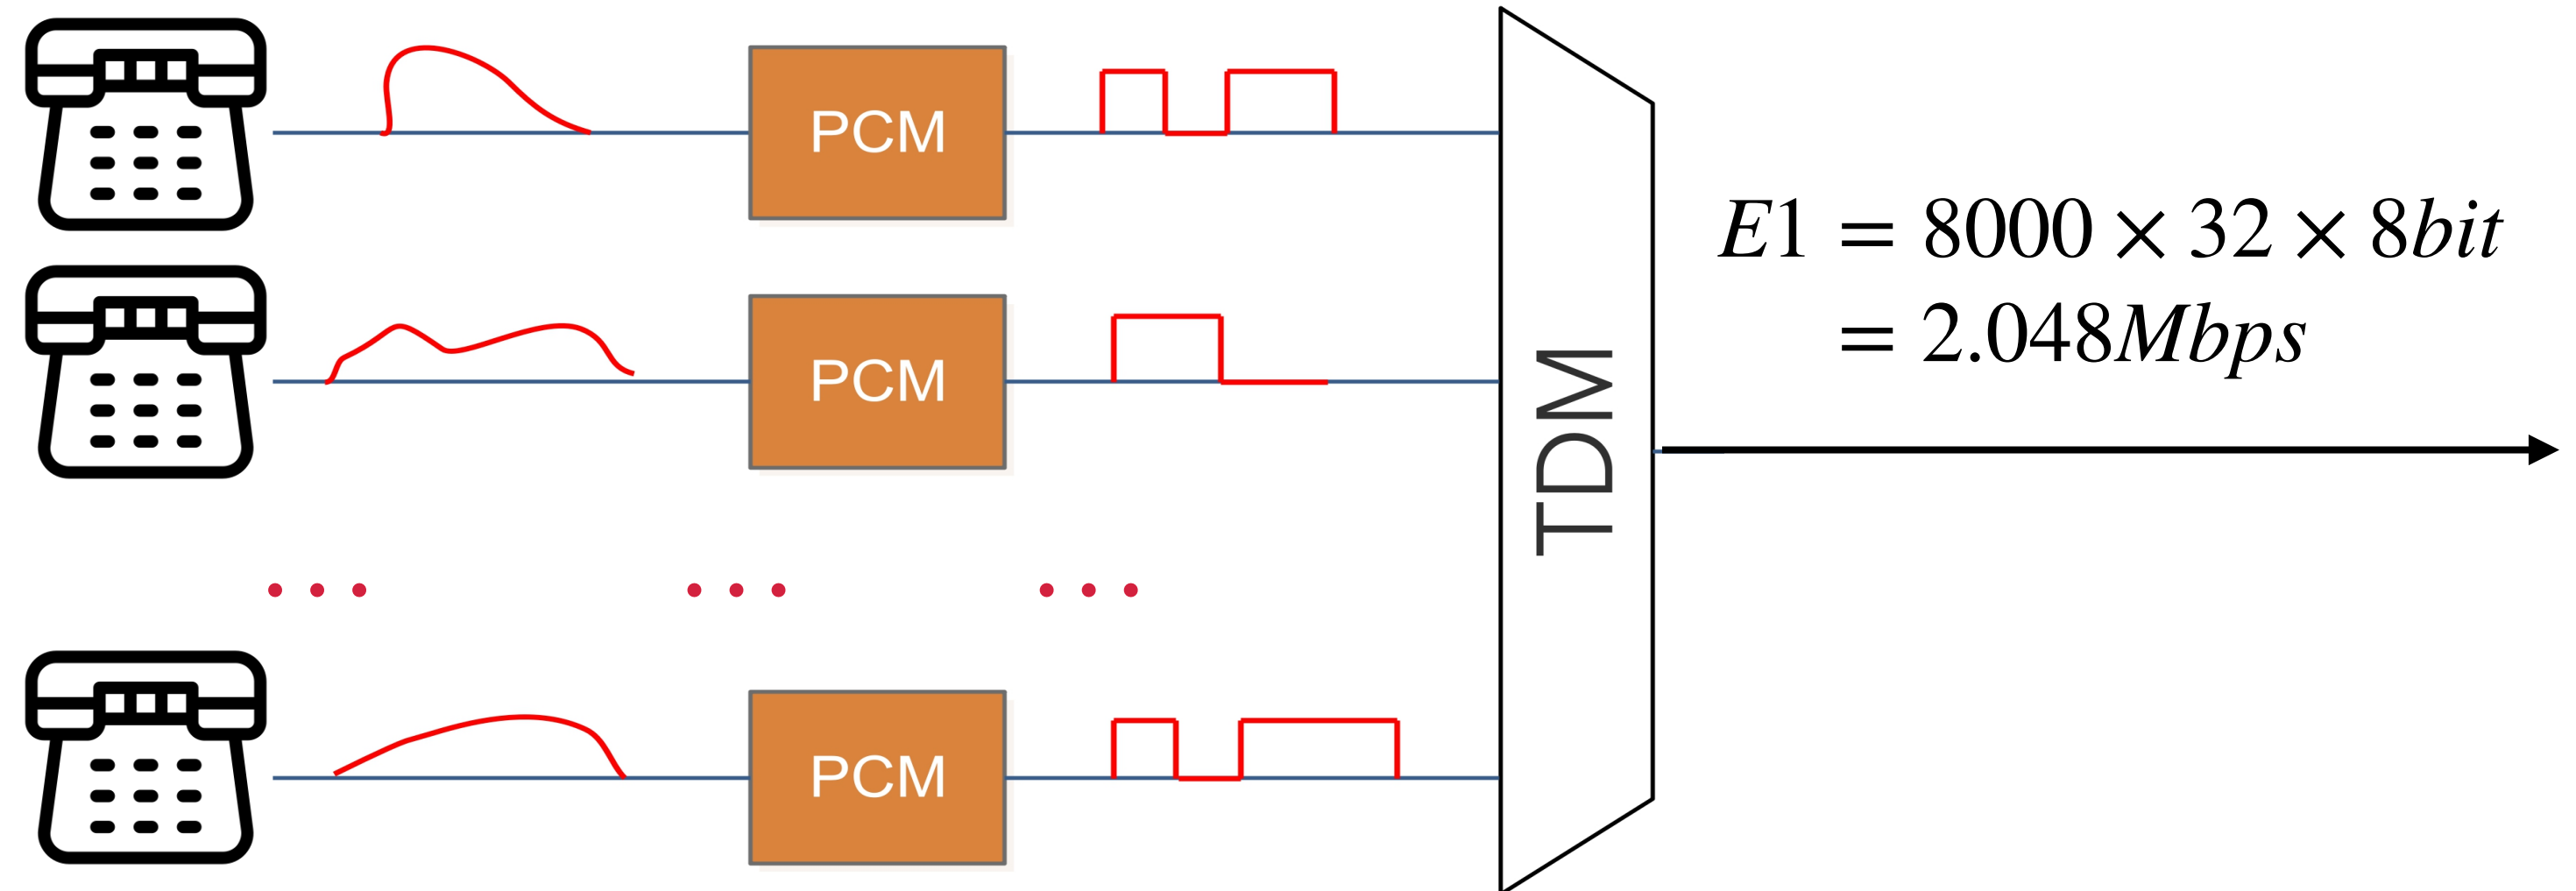 PCM
PCM
PCM
TDM
E1 = 8000 × 32 × 8bit
= 2.048Mbps